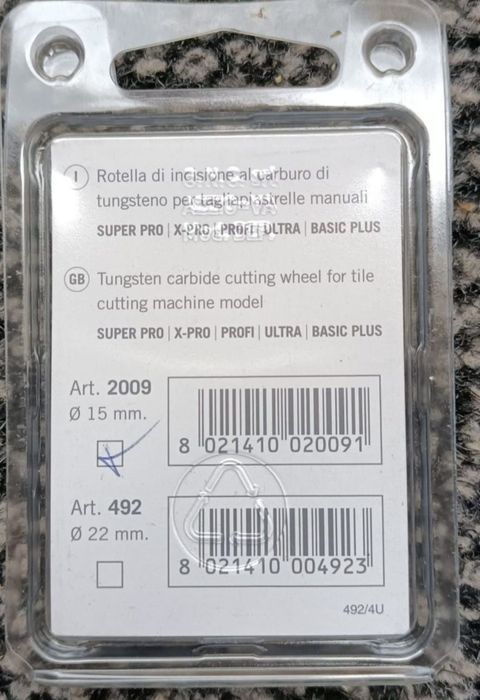 I Rotella di incisione al carburo di
tungsteno per tagliapiastrelle manuali
SUPER PRO | X-PRO | PROFI | ULTRA | BASIC PLUS
GB Tungsten carbide cutting wheel for tile
cutting machine model
SUPER PRO | X-PRO | PROFI | ULTRA | BASIC PLUS
Art. 2009
Ø 15 mm.
8 021410 020091
Art. 492
Ø 22 mm.
8 021410 004923
492/4U